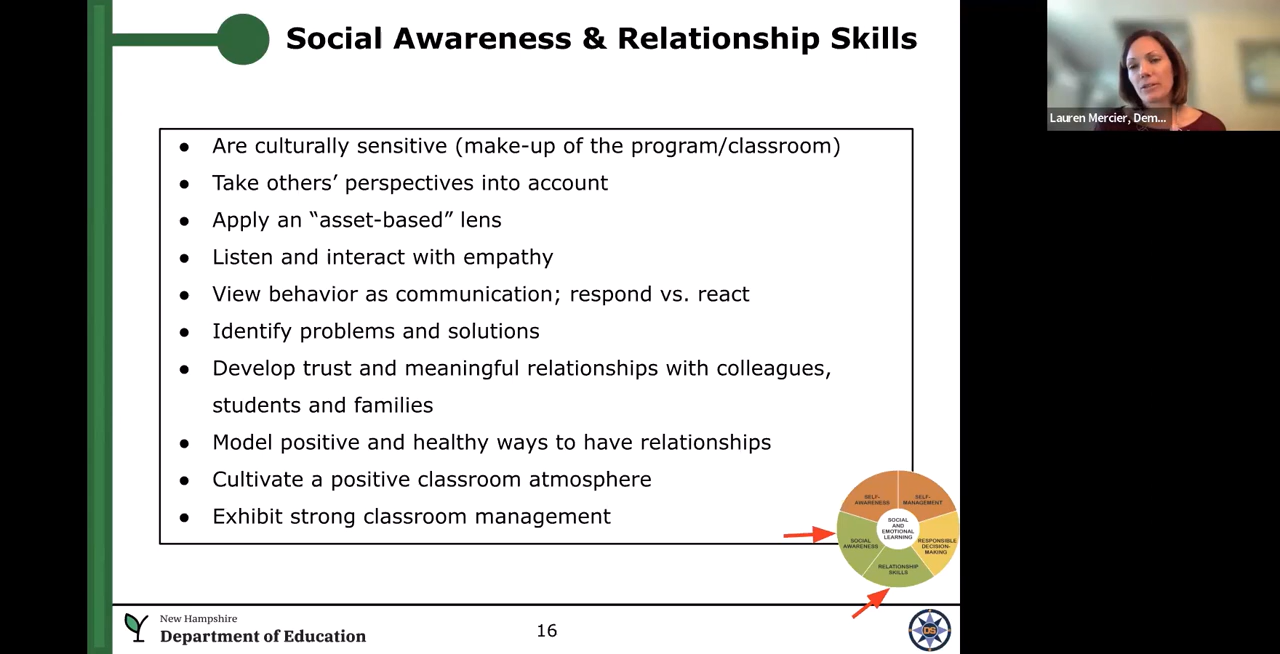 Social Awareness & Relationship Skills
Lauren Mercier, Dem...
● Are culturally sensitive (make-up of the program/classroom)
● Take others’ perspectives into account
● Apply an “asset-based” lens
● Listen and interact with empathy
● View behavior as communication; respond vs. react
● Identify problems and solutions
● Develop trust and meaningful relationships with colleagues,
students and families
● Model positive and healthy ways to have relationships
● Cultivate a positive classroom atmosphere
● Exhibit strong classroom management
SELF-
AWARENESS
SELF-
MANAGEMENT
SOCIAL
AND
EMOTIONAL
LEARNING
SOCIAL
AWARENESS
RESPONSIBLE
DECISION-
MAKING
RELATIONSHIP
SKILLS
New Hampshire
Department of Education
16
DS